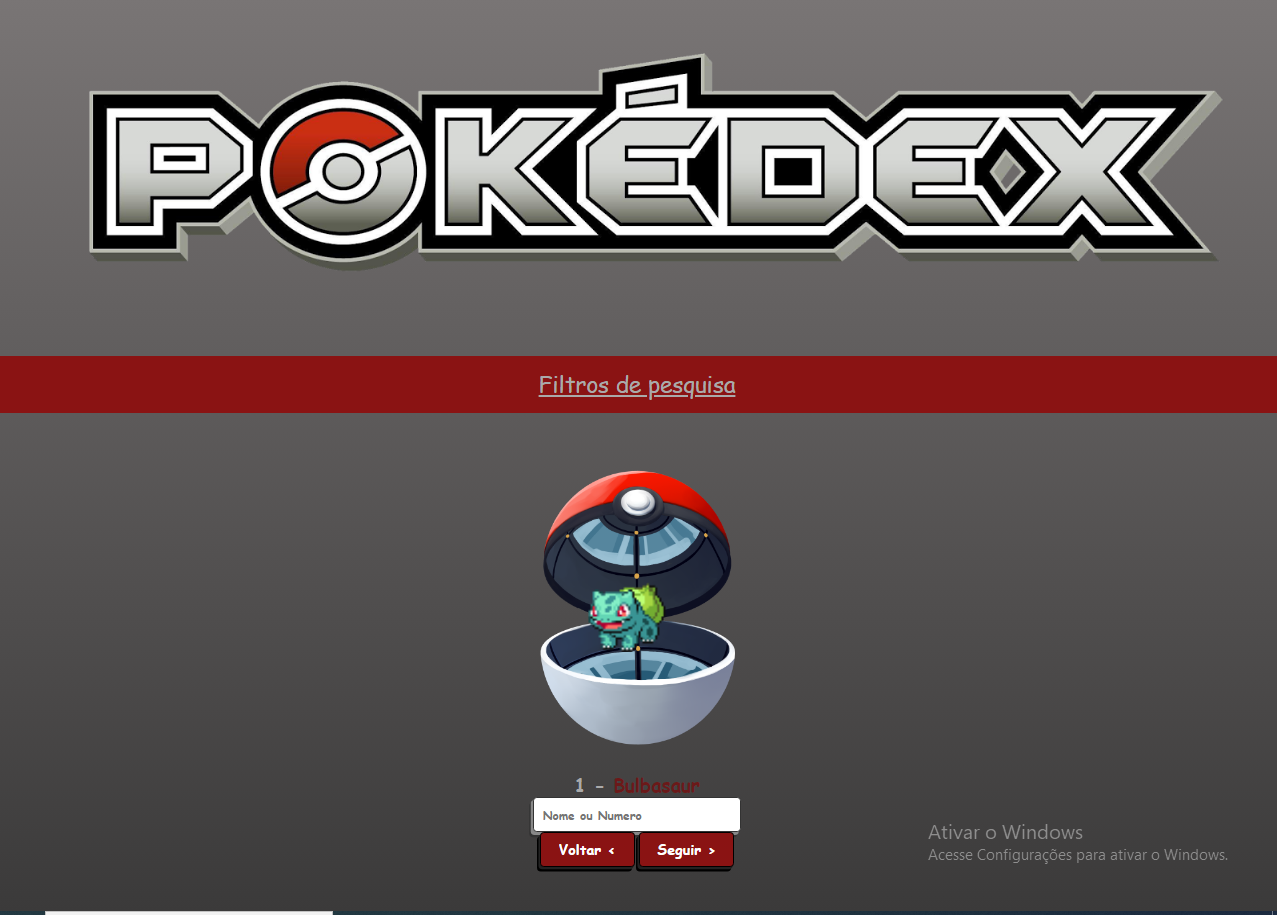 POKÉDEX
Filtros de pesquisa
1 - Bulbasaur
Nome ou Numero
Voltar < Seguir >
Ativar o Windows
Acesse Configurações para ativar o Windows.